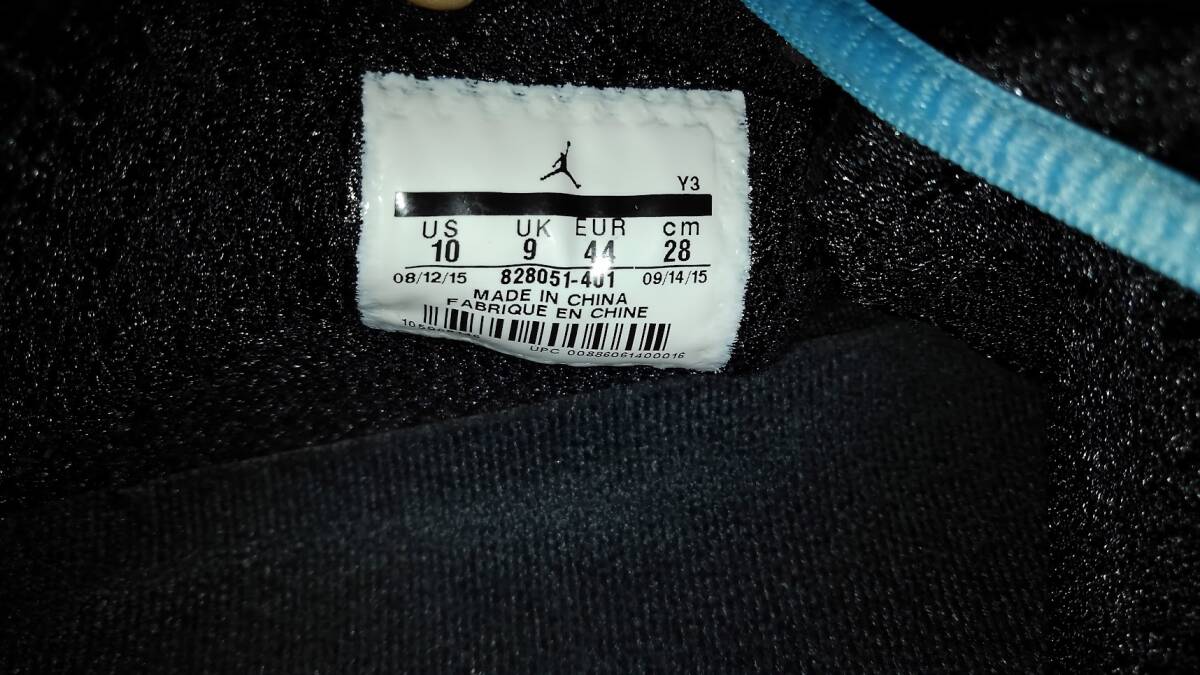 Y3
US UK EUR cm
10 9 44 28
08/12/15 828051-401 09/14/15
MADE IN CHINA
FABRIQUE EN CHINE
UPC 00886061400016